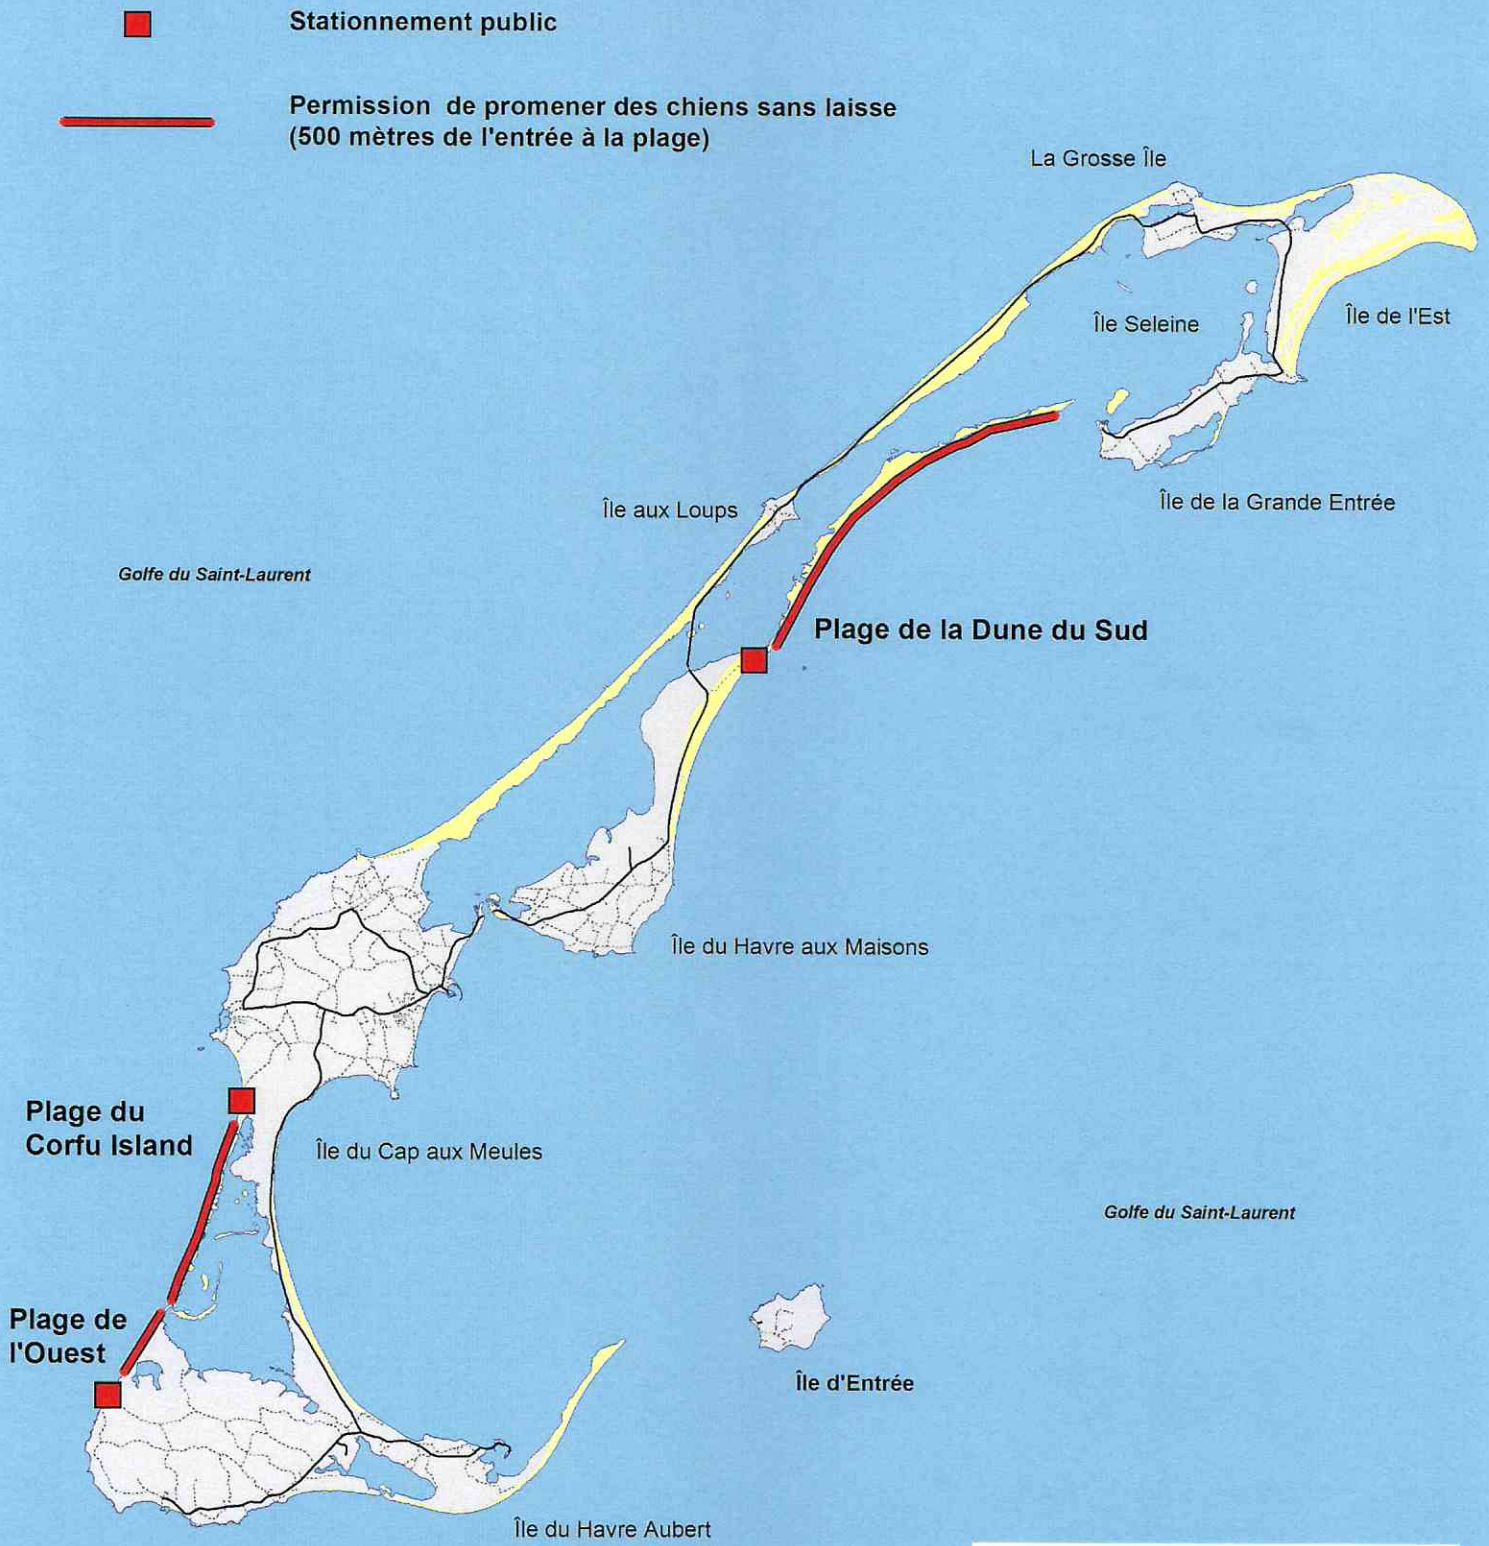 Stationnement public
Permission de promener des chiens sans laisse
(500 mètres de l'entrée à la plage)
La Grosse Île
Île Seleine
Île de l'Est
Île aux Loups
Île de la Grande Entrée
Golfe du Saint-Laurent
Plage de la Dune du Sud
Île du Havre aux Maisons
Plage du
Corfu Island
Île du Cap aux Meules
Golfe du Saint-Laurent
Plage de
l'Ouest
Île d'Entrée
Île du Havre Aubert